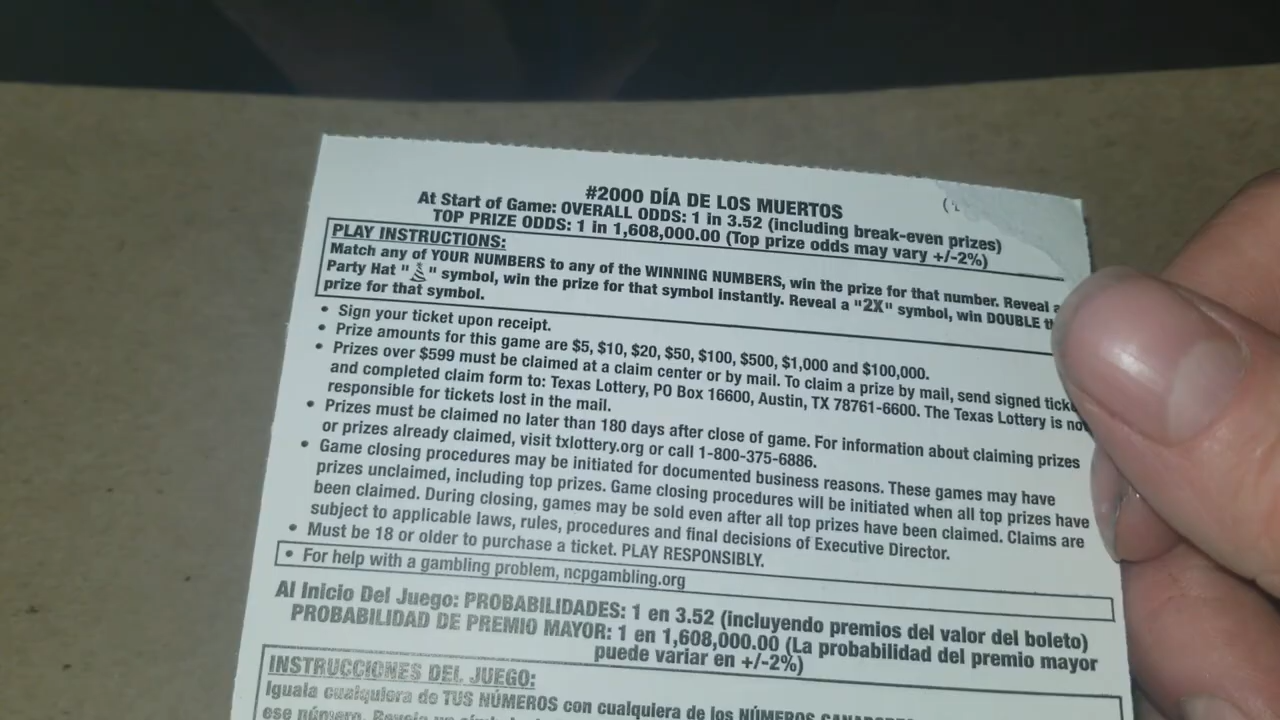 #2000 DÍA DE LOS MUERTOS
At Start of Game: OVERALL ODDS: 1 in 3.52 (including break-even prizes)
TOP PRIZE ODDS: 1 in 1,608,000.00 (Top prize odds may vary +/-2%)
PLAY INSTRUCTIONS:
Match any of YOUR NUMBERS to any of the WINNING NUMBERS, win the prize for that number. Reveal a
Party Hat " " symbol, win the prize for that symbol instantly. Reveal a "2X" symbol, win DOUBLE
prize for that symbol.
• Sign your ticket upon receipt.
• Prize amounts for this game are $5, $10, $20, $50, $100, $500, $1,000 and $100,000.
• Prizes over $599 must be claimed at a claim center or by mail. To claim a prize by mail, send signed
and completed claim form to: Texas Lottery, PO Box 16600, Austin, TX 78761-6600. The Texas Lottery is
responsible for tickets lost in the mail.
• Prizes must be claimed no later than 180 days after close of game. For information about claiming prizes
or prizes already claimed, visit txlottery.org or call 1-800-375-6886.
• Game closing procedures may be initiated for documented business reasons. These games may have
prizes unclaimed, including top prizes. Game closing procedures will be initiated when all top prizes have
been claimed. During closing, games may be sold even after all top prizes have been claimed. Claims are
subject to applicable laws, rules, procedures and final decisions of Executive Director.
• Must be 18 or older to purchase a ticket. PLAY RESPONSIBLY.
• For help with a gambling problem, ncpgambling.org
Al Inicio Del Juego: PROBABILIDADES: 1 en 3.52 (incluyendo premios del valor del boleto)
PROBABILIDAD DE PREMIO MAYOR: 1 en 1,608,000.00 (La probabilidad del premio mayor
puede variar en +/-2%)
INSTRUCCIONES DEL JUEGO:
Iguala cualquiera de TUS NÚMEROS con cualquiera de los NÚMEROS
ese número.